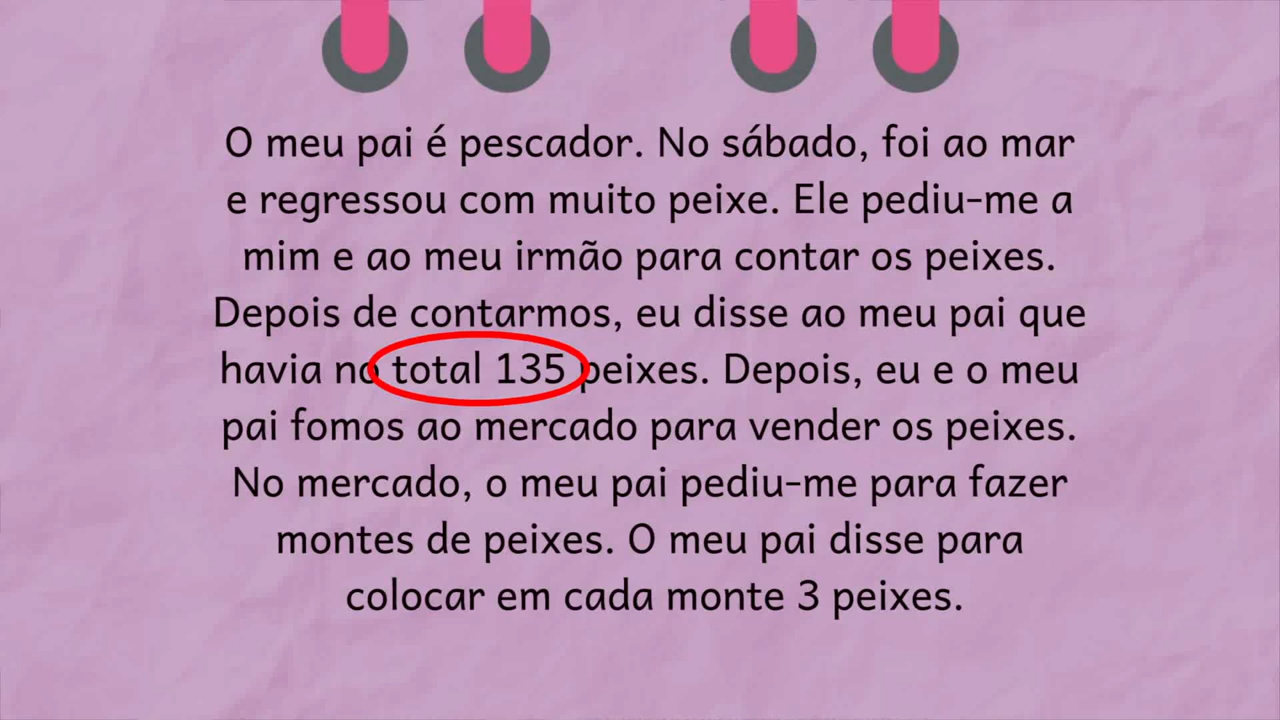 O meu pai é pescador. No sábado, foi ao mar
e regressou com muito peixe. Ele pediu-me a
mim e ao meu irmão para contar os peixes.
Depois de contarmos, eu disse ao meu pai que
havia no total 135 peixes. Depois, eu e o meu
pai fomos ao mercado para vender os peixes.
No mercado, o meu pai pediu-me para fazer
montes de peixes. O meu pai disse para
colocar em cada monte 3 peixes.